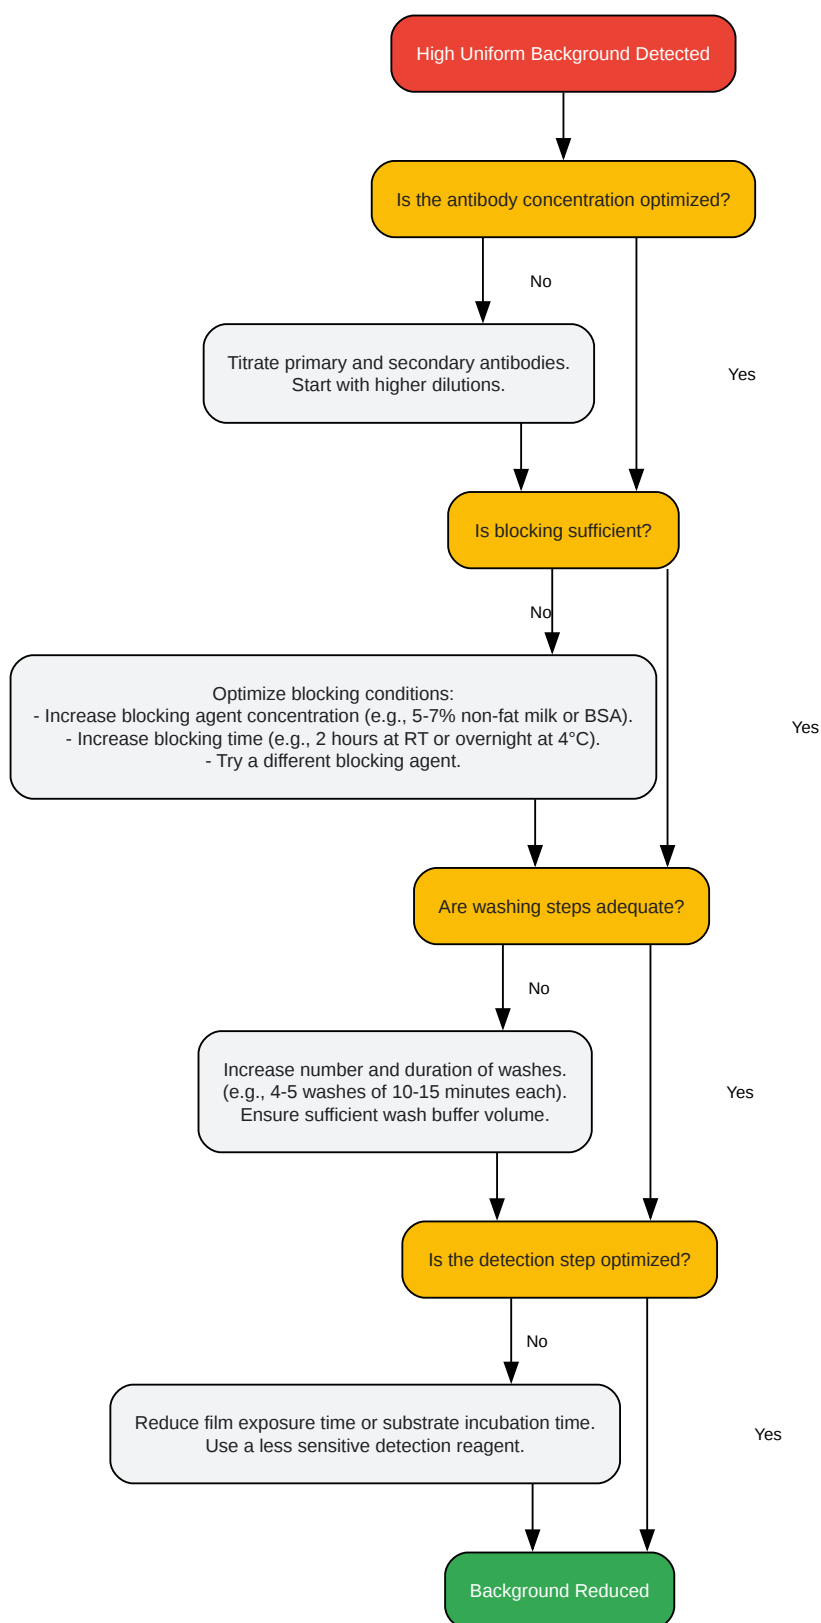 High Uniform Background Detected
Is the antibody concentration optimized?
No
Titrate primary and secondary antibodies.
Start with higher dilutions.
Yes
Is blocking sufficient?
No
Optimize blocking conditions:
- Increase blocking agent concentration (e.g., 5-7% non-fat milk or BSA).
- Increase blocking time (e.g., 2 hours at RT or overnight at 4°C).
- Try a different blocking agent.
Yes
Are washing steps adequate?
No
Increase number and duration of washes.
(e.g., 4-5 washes of 10-15 minutes each).
Ensure sufficient wash buffer volume.
Yes
Is the detection step optimized?
No
Reduce film exposure time or substrate incubation time.
Use a less sensitive detection reagent.
Yes
Background Reduced